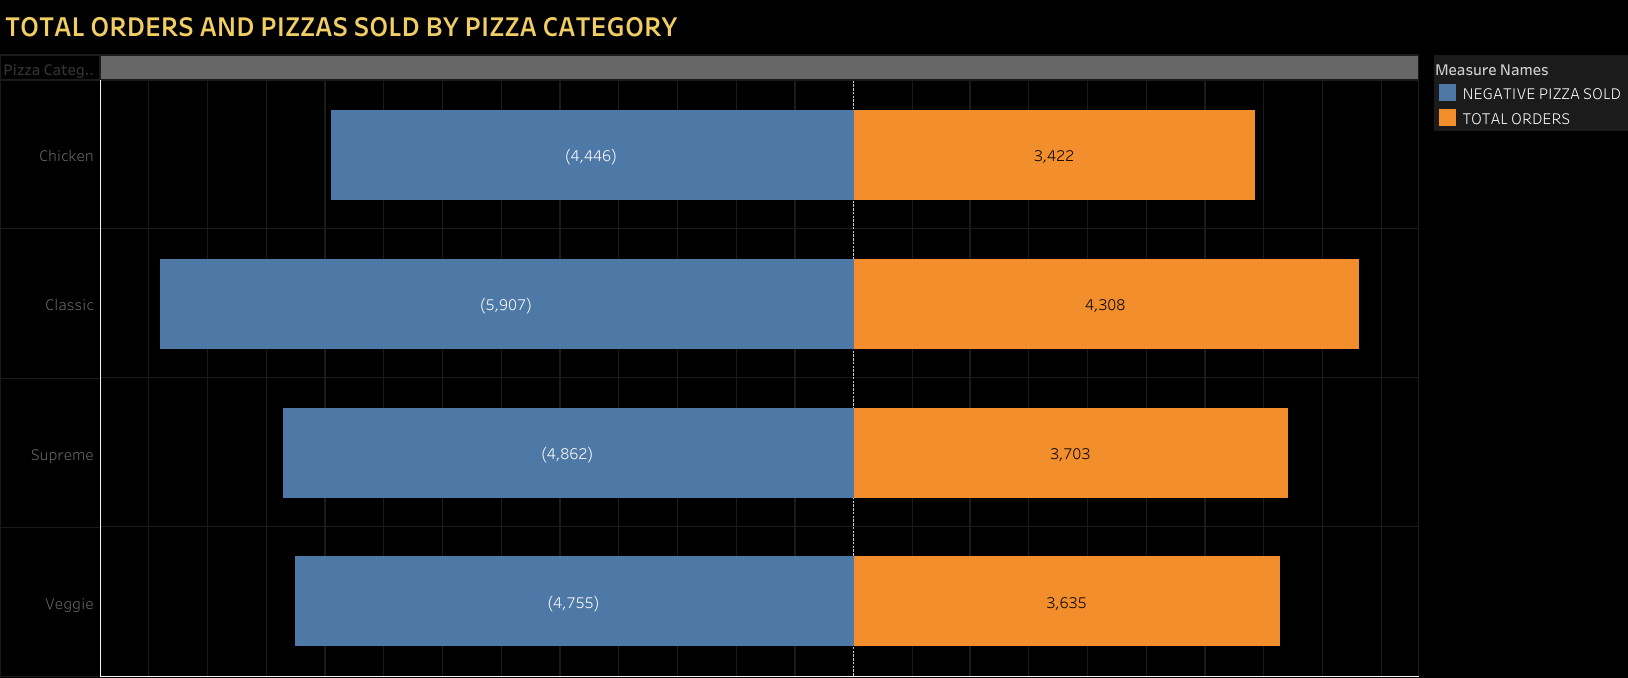 TOTAL ORDERS AND PIZZAS SOLD BY PIZZA CATEGORY
Pizza Categ..
Measure Names
NEGATIVE PIZZA SOLD
TOTAL ORDERS
Chicken
(4,446)
3,422
Classic
(5,907)
4,308
Supreme
(4,862)
3,703
Veggie
(4,755)
3,635